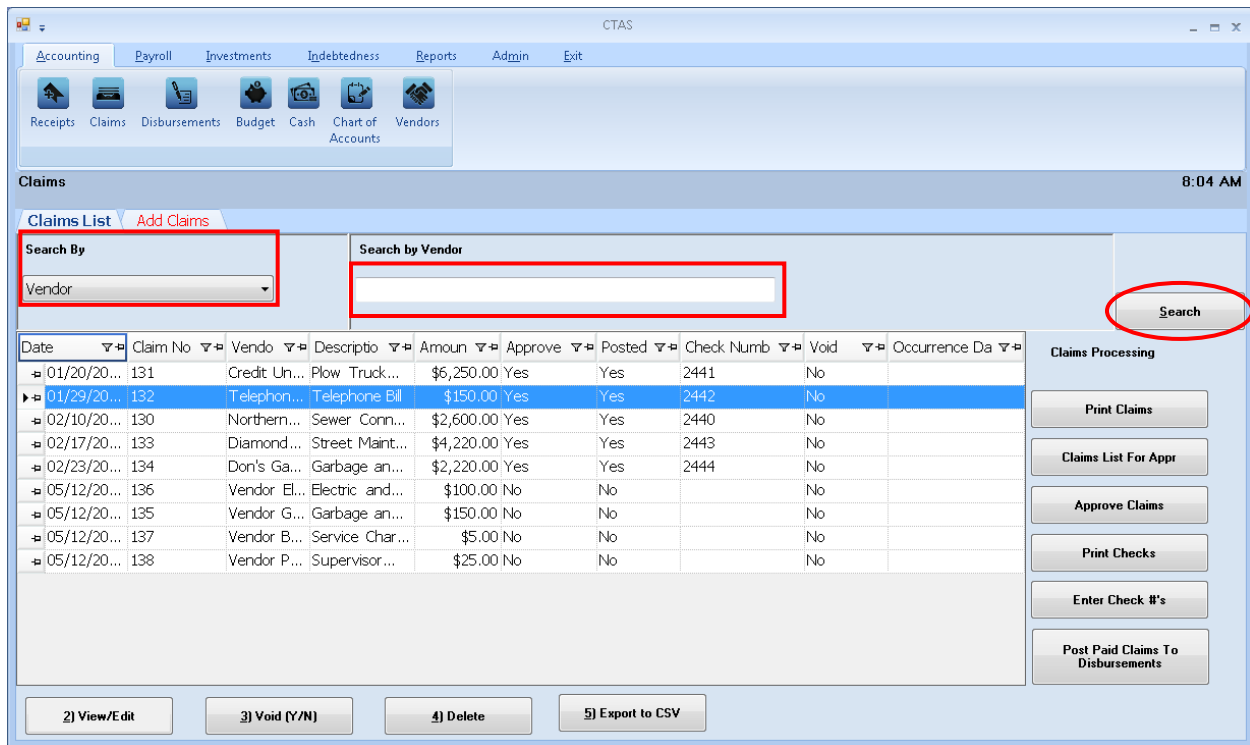 CTAS
Accounting Payroll Investments Indebtedness Reports Admin Exit
Receipts Claims Disbursements Budget Cash Chart of Accounts Vendors
Claims 8:04 AM
Claims List Add Claims
Search By Search by Vendor
Vendor
Search
Date Claim No Vendo Descriptio Amoun Approve Posted Check Numb Void Occurrence Da
01/20/20... 131 Credit Un... Plow Truck... $6,250.00 Yes Yes 2441 No
01/29/20... 132 Telephon... Telephone Bill $150.00 Yes Yes 2442 No
02/10/20... 130 Northern... Sewer Conn... $2,600.00 Yes Yes 2440 No
02/17/20... 133 Diamond... Street Maint... $4,220.00 Yes Yes 2443 No
02/23/20... 134 Don's Ga... Garbage an... $2,220.00 Yes Yes 2444 No
05/12/20... 136 Vendor El... Electric and... $100.00 No No No
05/12/20... 135 Vendor G... Garbage an... $150.00 No No No
05/12/20... 137 Vendor B... Service Char... $5.00 No No No
05/12/20... 138 Vendor P... Supervisor... $25.00 No No No
Claims Processing
Print Claims
Claims List For Appr
Approve Claims
Print Checks
Enter Check #'s
Post Paid Claims To
Disbursements
2) View/Edit 3) Void (Y/N) 4) Delete 5) Export to CSV